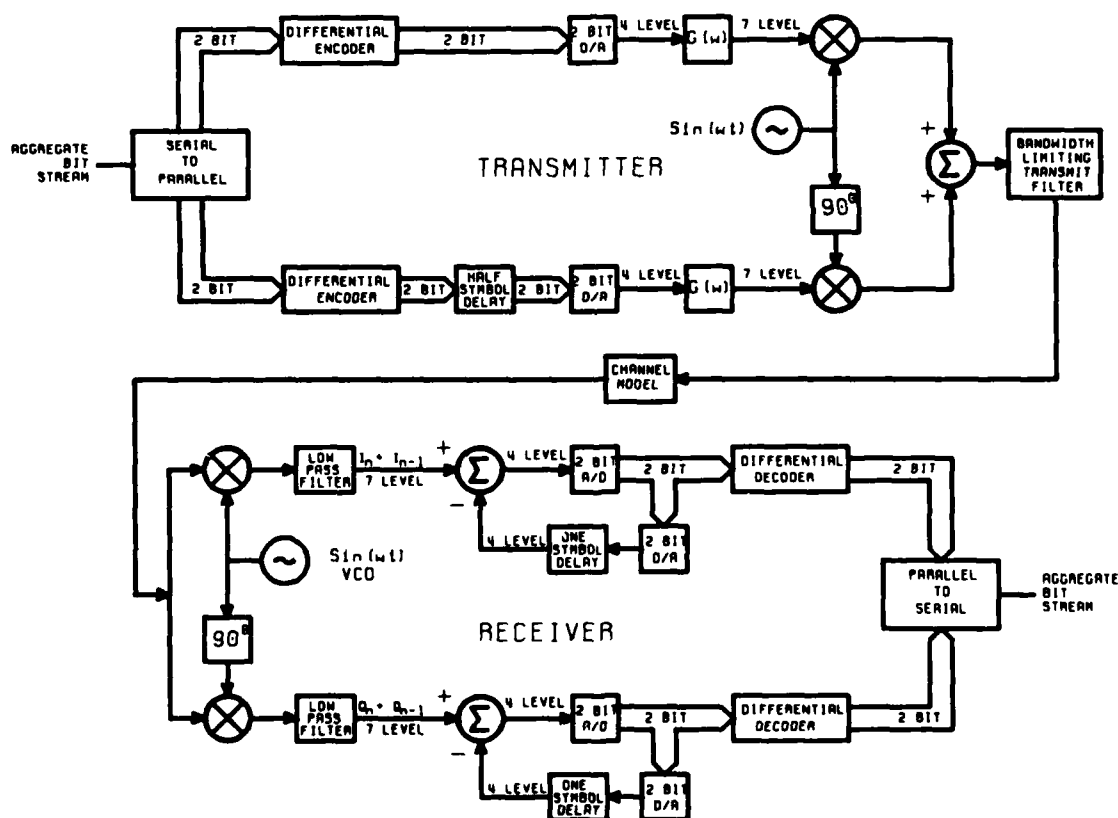 2 BIT
DIFFERENTIAL
ENCODER
2 BIT
2 BIT
D/A
4 LEVEL
G(w)
7 LEVEL
Sin(wt)
AGGREGATE
BIT
STREAM
SERIAL
TO
PARALLEL
TRANSMITTER
+
Σ
+
BANDWIDTH
LIMITING
TRANSMIT
FILTER
90°
2 BIT
DIFFERENTIAL
ENCODER
2 BIT
HALF
SYMBOL
DELAY
2 BIT
2 BIT
D/A
4 LEVEL
G(w)
7 LEVEL
CHANNEL
MODEL
LOW
PASS
FILTER
In + In-1
7 LEVEL
+
Σ
-
4 LEVEL
2 BIT
A/D
2 BIT
DIFFERENTIAL
DECODER
2 BIT
4 LEVEL
ONE
SYMBOL
DELAY
2 BIT
D/A
Sin(wt)
VCO
PARALLEL
TO
SERIAL
AGGREGATE
BIT
STREAM
90°
RECEIVER
LOW
PASS
FILTER
Qn + Qn-1
7 LEVEL
+
Σ
-
4 LEVEL
2 BIT
A/D
2 BIT
DIFFERENTIAL
DECODER
2 BIT
4 LEVEL
ONE
SYMBOL
DELAY
2 BIT
D/A